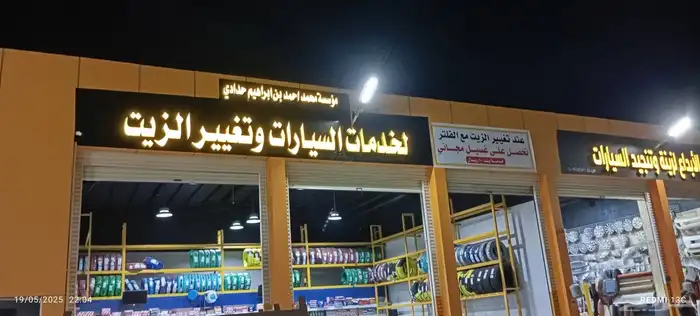 مؤسسة محمد احمد بن ابراهيم حدادي
لخدمات السيارات وتغيير الزيت
عند تغيير الزيت مع الفلتر
تحصل على غسيل مجاني
الأبداع لزينة وتنجيد السيارات
19/05/2025 22:04
REDMI 13C